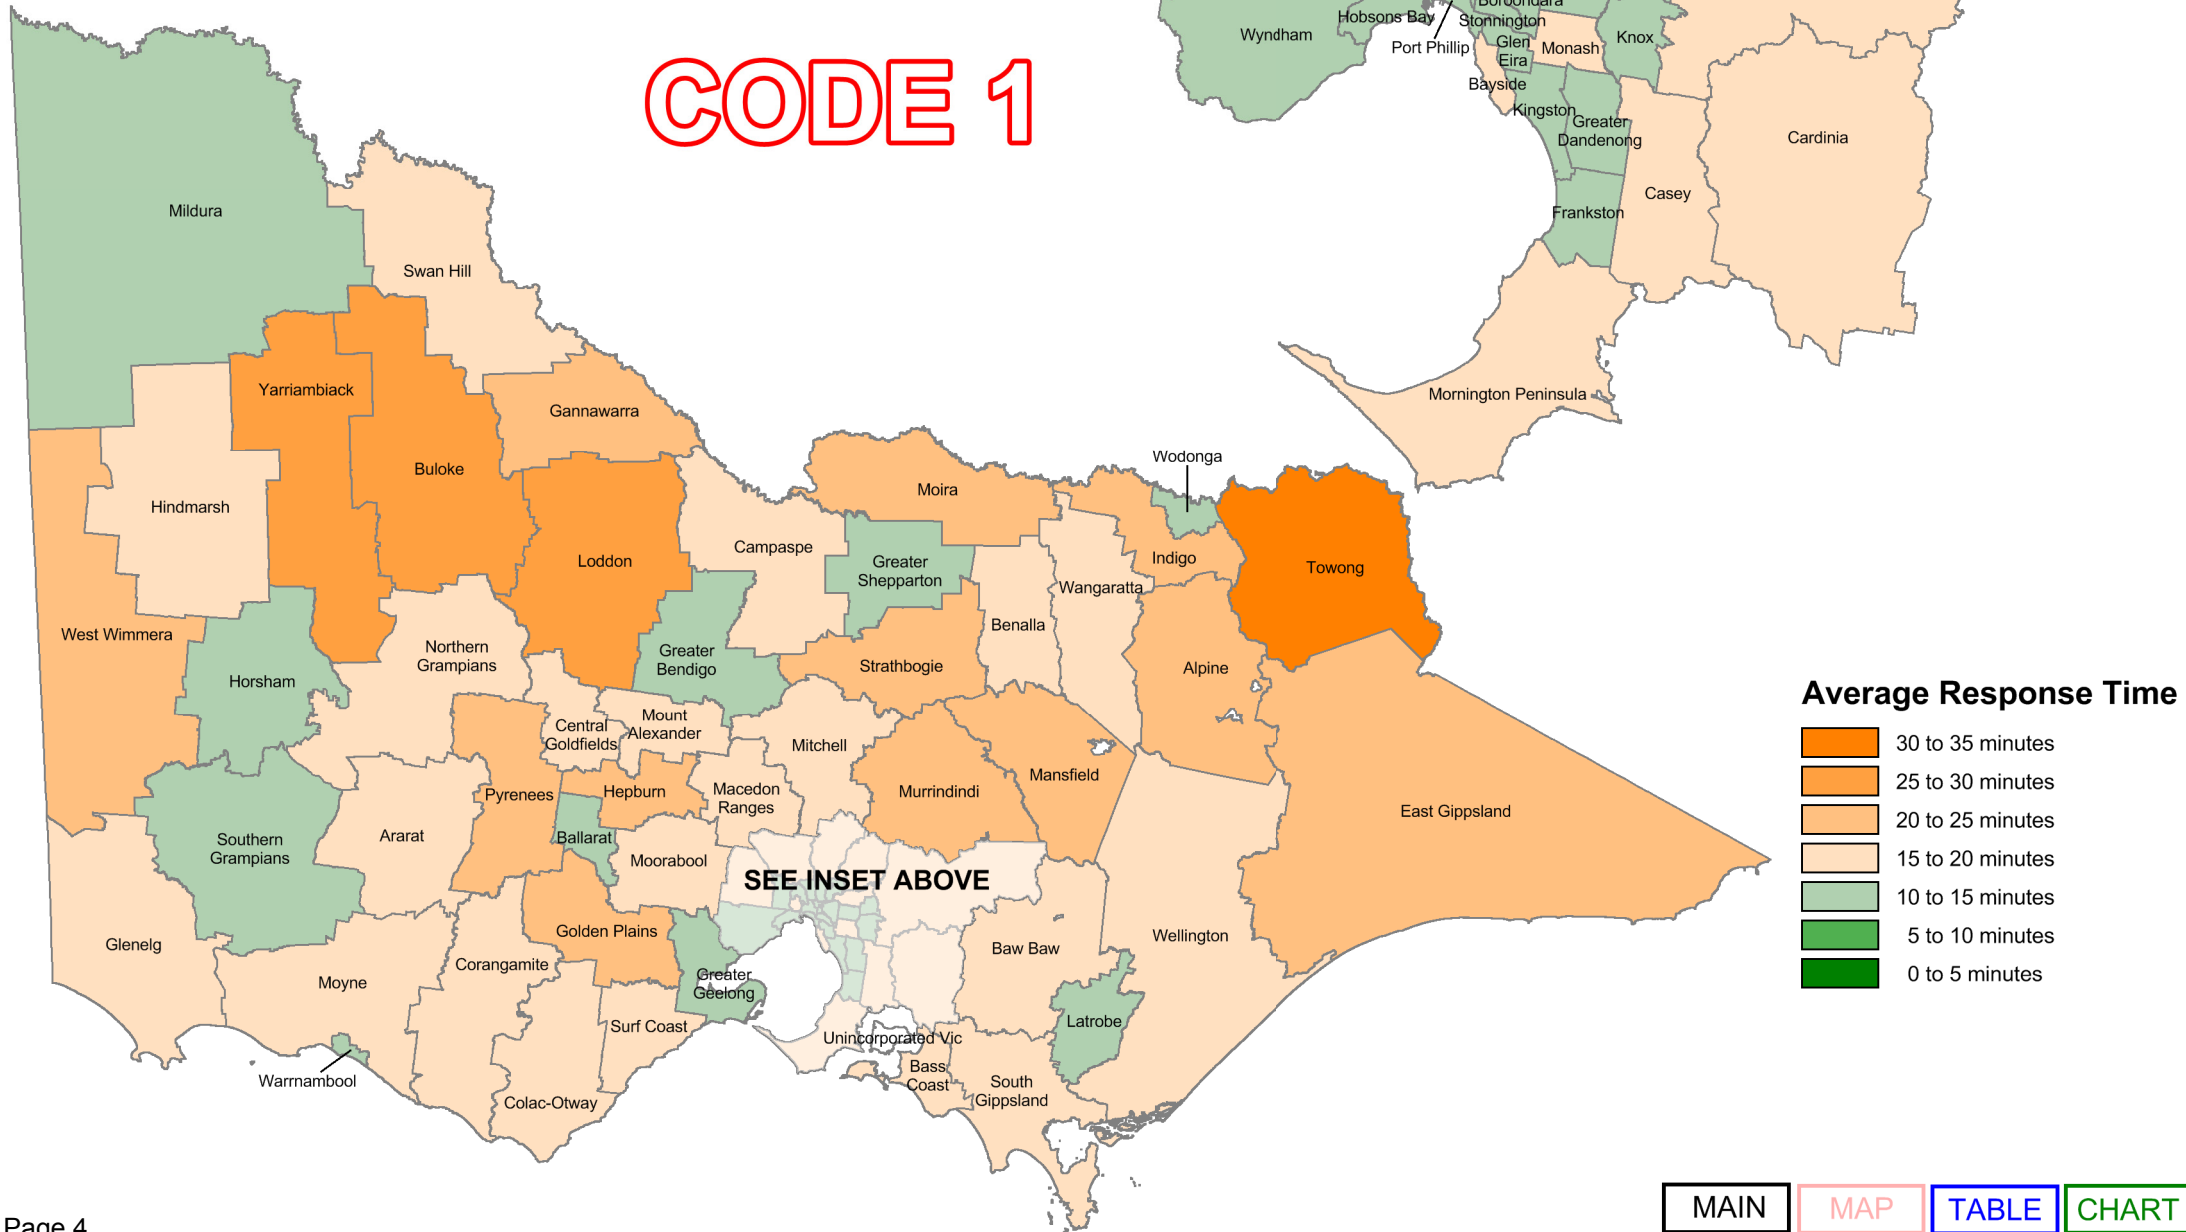 Boroondara
Hobsons Bay
Stonnington
Wyndham
Port Phillip
Glen
Eira
Monash
Knox
CODE 1
Bayside
Kingston
Greater
Dandenong
Cardinia
Casey
Mildura
Frankston
Swan Hill
Yarriambiack
Gannawarra
Mornington Peninsula
Wodonga
Buloke
Moira
Hindmarsh
Campaspe
Loddon
Greater
Shepparton
Indigo
Towong
Wangaratta
West Wimmera
Benalla
Northern
Grampians
Greater
Bendigo
Strathbogie
Alpine
Horsham
Central
Goldfields
Mount
Alexander
Mitchell
Average Response Time
30 to 35 minutes
25 to 30 minutes
20 to 25 minutes
15 to 20 minutes
10 to 15 minutes
5 to 10 minutes
0 to 5 minutes
Mansfield
Pyrenees
Hepburn
Macedon
Ranges
Murrindindi
East Gippsland
Southern
Grampians
Ararat
Ballarat
Moorabool
SEE INSET ABOVE
Glenelg
Golden Plains
Wellington
Baw Baw
Corangamite
Moyne
Greater
Geelong
Latrobe
Surf Coast
Unincorporated Vic
Warrnambool
Bass
Coast
South
Gippsland
Colac-Otway
Page 4
MAIN
MAP
TABLE
CHART